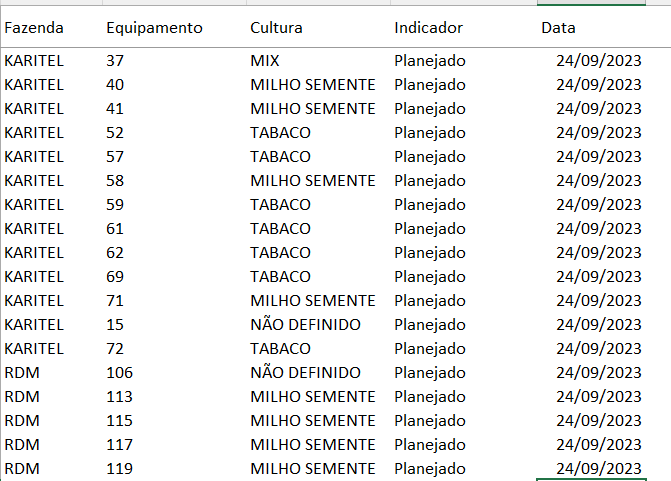 Fazenda Equipamento Cultura Indicador Data
KARITEL 37 MIX Planejado 24/09/2023
KARITEL 40 MILHO SEMENTE Planejado 24/09/2023
KARITEL 41 MILHO SEMENTE Planejado 24/09/2023
KARITEL 52 TABACO Planejado 24/09/2023
KARITEL 57 TABACO Planejado 24/09/2023
KARITEL 58 MILHO SEMENTE Planejado 24/09/2023
KARITEL 59 TABACO Planejado 24/09/2023
KARITEL 61 TABACO Planejado 24/09/2023
KARITEL 62 TABACO Planejado 24/09/2023
KARITEL 69 TABACO Planejado 24/09/2023
KARITEL 71 MILHO SEMENTE Planejado 24/09/2023
KARITEL 15 NÃO DEFINIDO Planejado 24/09/2023
KARITEL 72 TABACO Planejado 24/09/2023
RDM 106 NÃO DEFINIDO Planejado 24/09/2023
RDM 113 MILHO SEMENTE Planejado 24/09/2023
RDM 115 MILHO SEMENTE Planejado 24/09/2023
RDM 117 MILHO SEMENTE Planejado 24/09/2023
RDM 119 MILHO SEMENTE Planejado 24/09/2023